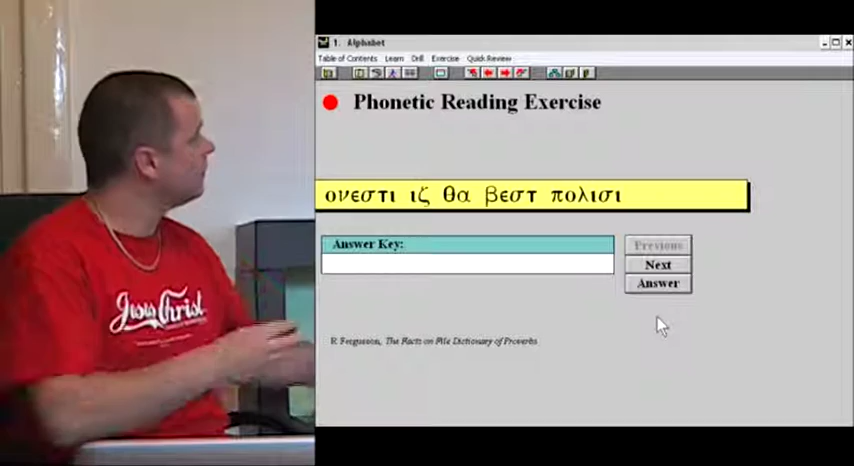 1. Alphabet
Table of Contents Learn Drill Exercise Quick Review
Phonetic Reading Exercise
ονεστι ιζ θα βεστ πολισι
Answer Key:
Previous
Next
Answer
R Fergusson, The Facts on File Dictionary of Proverbs
Jesus Christ